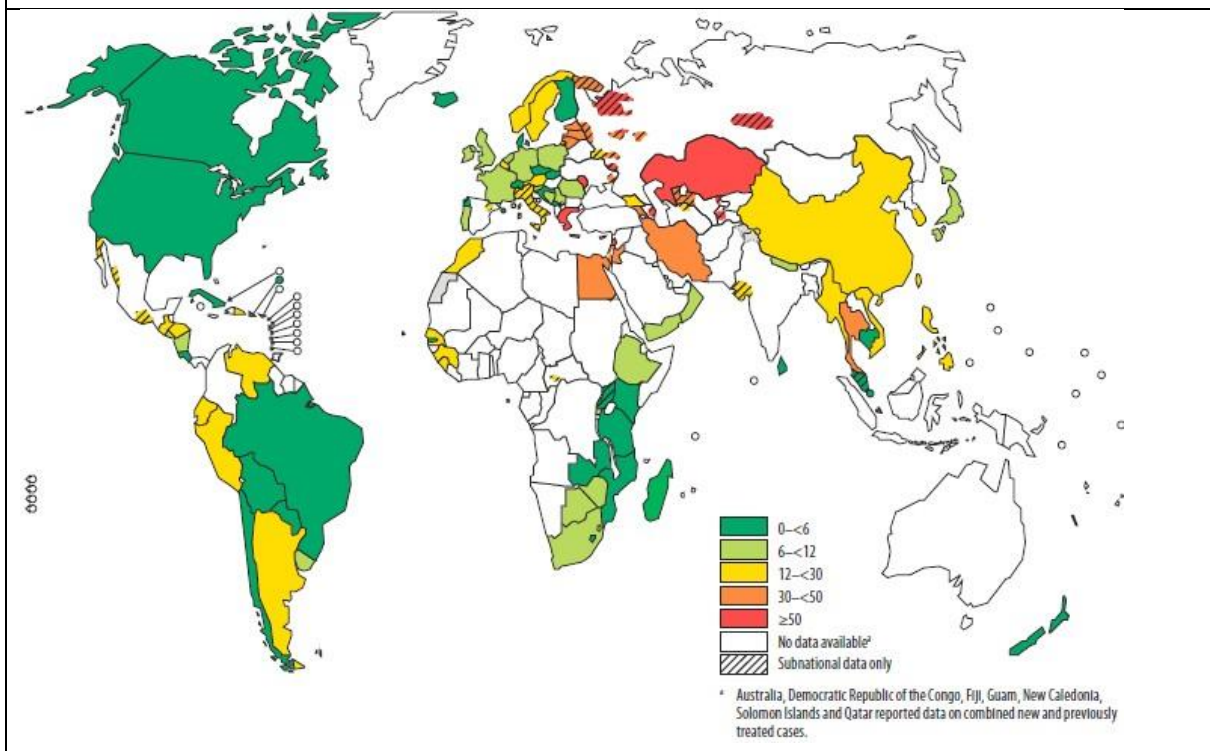 0–<6
6–<12
12–<30
30–<50
≥50
No data availableª
Subnational data only
ª Australia, Democratic Republic of the Congo, Fiji, Guam, New Caledonia,
Solomon Islands and Qatar reported data on combined new and previously
treated cases.